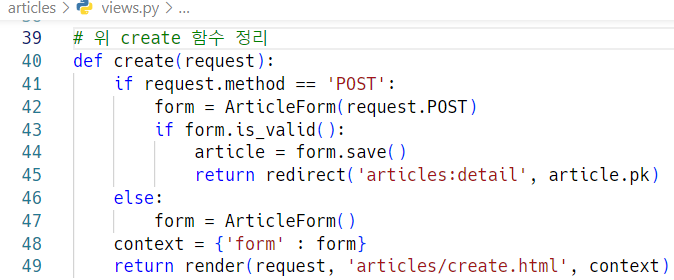 articles > views.py > ...
39 # 위 create 함수 정리
40 def create(request):
41     if request.method == 'POST':
42         form = ArticleForm(request.POST)
43         if form.is_valid():
44             article = form.save()
45             return redirect('articles:detail', article.pk)
46     else:
47         form = ArticleForm()
48     context = {'form' : form}
49     return render(request, 'articles/create.html', context)